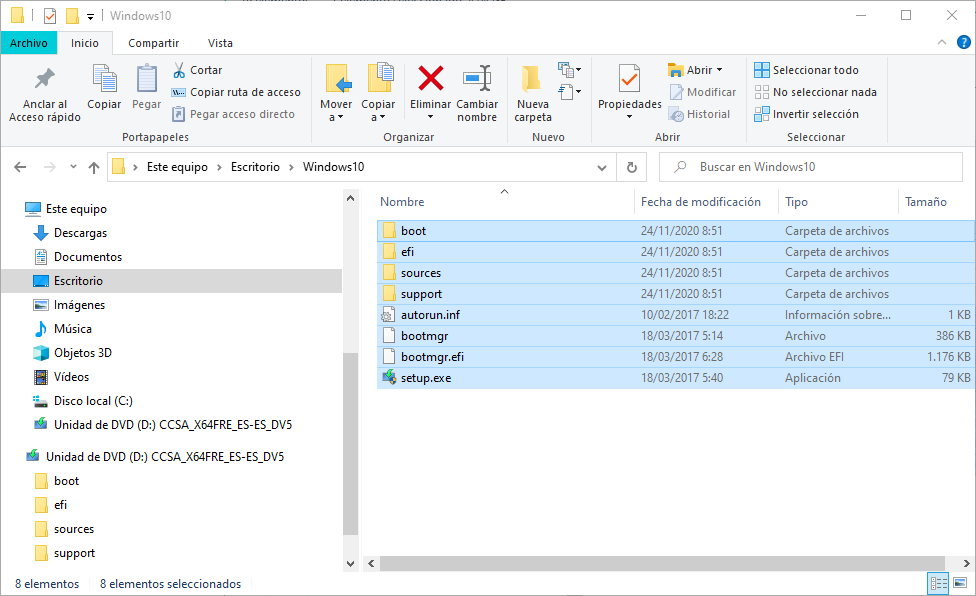 Windows10
Archivo Inicio Compartir Vista
Anclar al Acceso rápido
Copiar
Pegar
Cortar
Copiar ruta de acceso
Pegar acceso directo
Portapapeles
Mover a
Copiar a
Eliminar
Cambiar nombre
Organizar
Nueva carpeta
Nuevo
Propiedades
Abrir
Modificar
Historial
Abrir
Seleccionar todo
No seleccionar nada
Invertir selección
Seleccionar
Este equipo Escritorio Windows10
Buscar en Windows10
Este equipo
Descargas
Documentos
Escritorio
Imágenes
Música
Objetos 3D
Vídeos
Disco local (C:)
Unidad de DVD (D:) CCSA_X64FRE_ES-ES_DV5
Unidad de DVD (D:) CCSA_X64FRE_ES-ES_DV5
boot
efi
sources
support
Nombre Fecha de modificación Tipo Tamaño
boot 24/11/2020 8:51 Carpeta de archivos
efi 24/11/2020 8:51 Carpeta de archivos
sources 24/11/2020 8:51 Carpeta de archivos
support 24/11/2020 8:51 Carpeta de archivos
autorun.inf 10/02/2017 18:22 Información sobre... 1 KB
bootmgr 18/03/2017 5:14 Archivo 386 KB
bootmgr.efi 18/03/2017 6:28 Archivo EFI 1.176 KB
setup.exe 18/03/2017 5:40 Aplicación 79 KB
8 elementos 8 elementos seleccionados